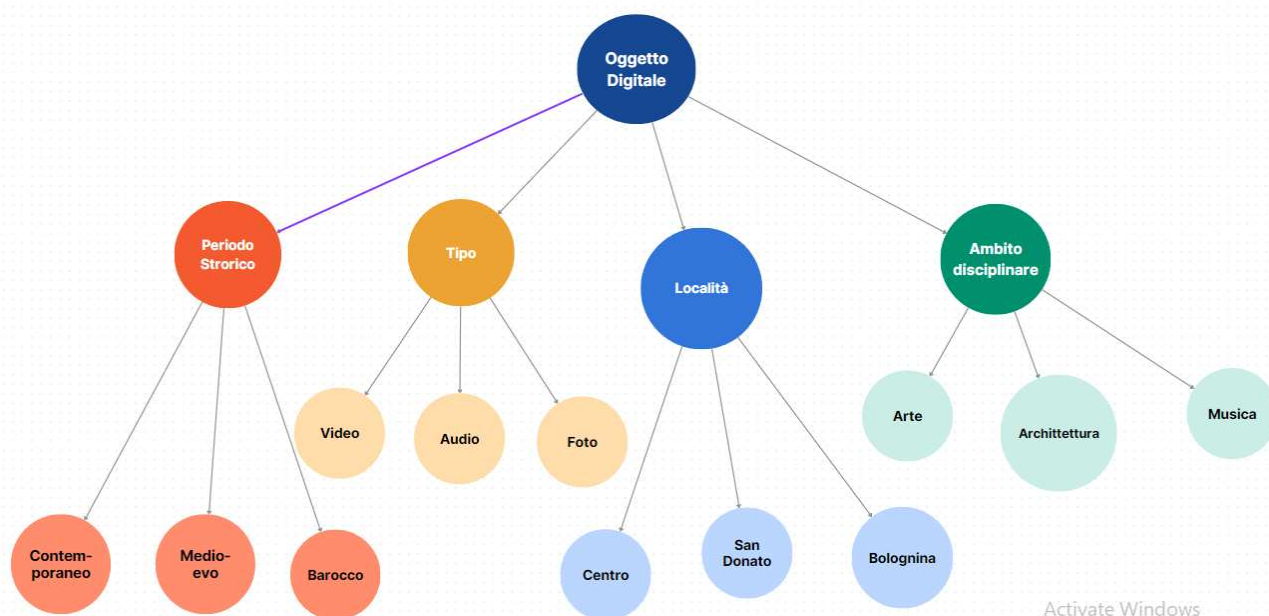 Oggetto
Digitale
Periodo
Strorico
Tipo
Località
Ambito
disciplinare
Video
Audio
Foto
Arte
Architettura
Musica
Contem-
poraneo
Medio-
evo
Barocco
Centro
San
Donato
Bolognina
Activate Windows